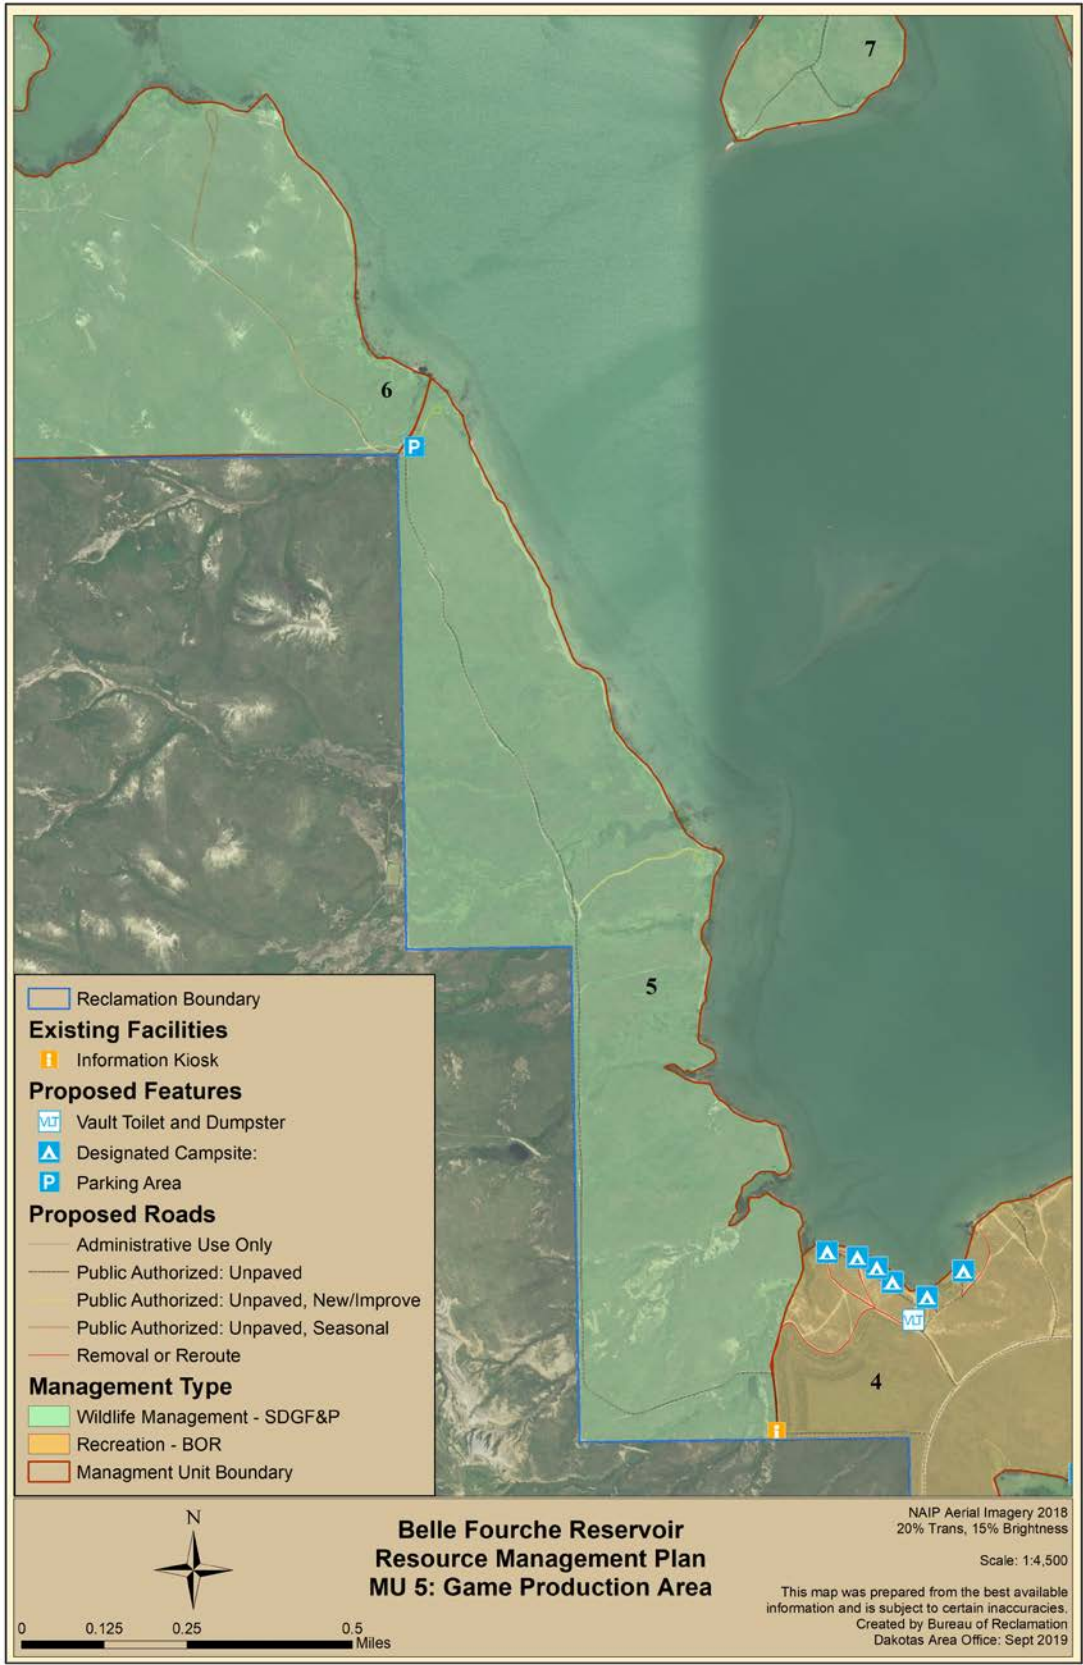 7
6
P
5
4
VLT
i
Reclamation Boundary
Existing Facilities
i Information Kiosk
Proposed Features
VLT Vault Toilet and Dumpster
Designated Campsite:
P Parking Area
Proposed Roads
Administrative Use Only
Public Authorized: Unpaved
Public Authorized: Unpaved, New/Improve
Public Authorized: Unpaved, Seasonal
Removal or Reroute
Management Type
Wildlife Management - SDGF&P
Recreation - BOR
Managment Unit Boundary
N
0 0.125 0.25 0.5
Miles
Belle Fourche Reservoir
Resource Management Plan
MU 5: Game Production Area
NAIP Aerial Imagery 2018
20% Trans, 15% Brightness
Scale: 1:4,500
This map was prepared from the best available
information and is subject to certain inaccuracies.
Created by Bureau of Reclamation
Dakotas Area Office: Sept 2019